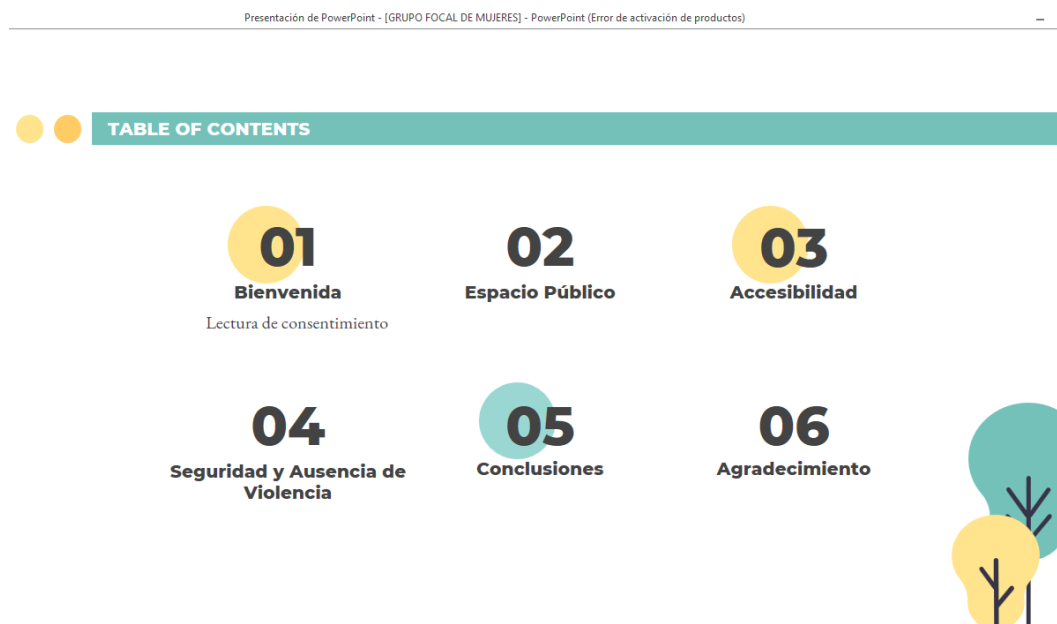 Presentación de PowerPoint - [GRUPO FOCAL DE MUJERES] - PowerPoint (Error de activación de productos)
TABLE OF CONTENTS
01
Bienvenida
Lectura de consentimiento
02
Espacio Público
03
Accesibilidad
04
Seguridad y Ausencia de
Violencia
05
Conclusiones
06
Agradecimiento